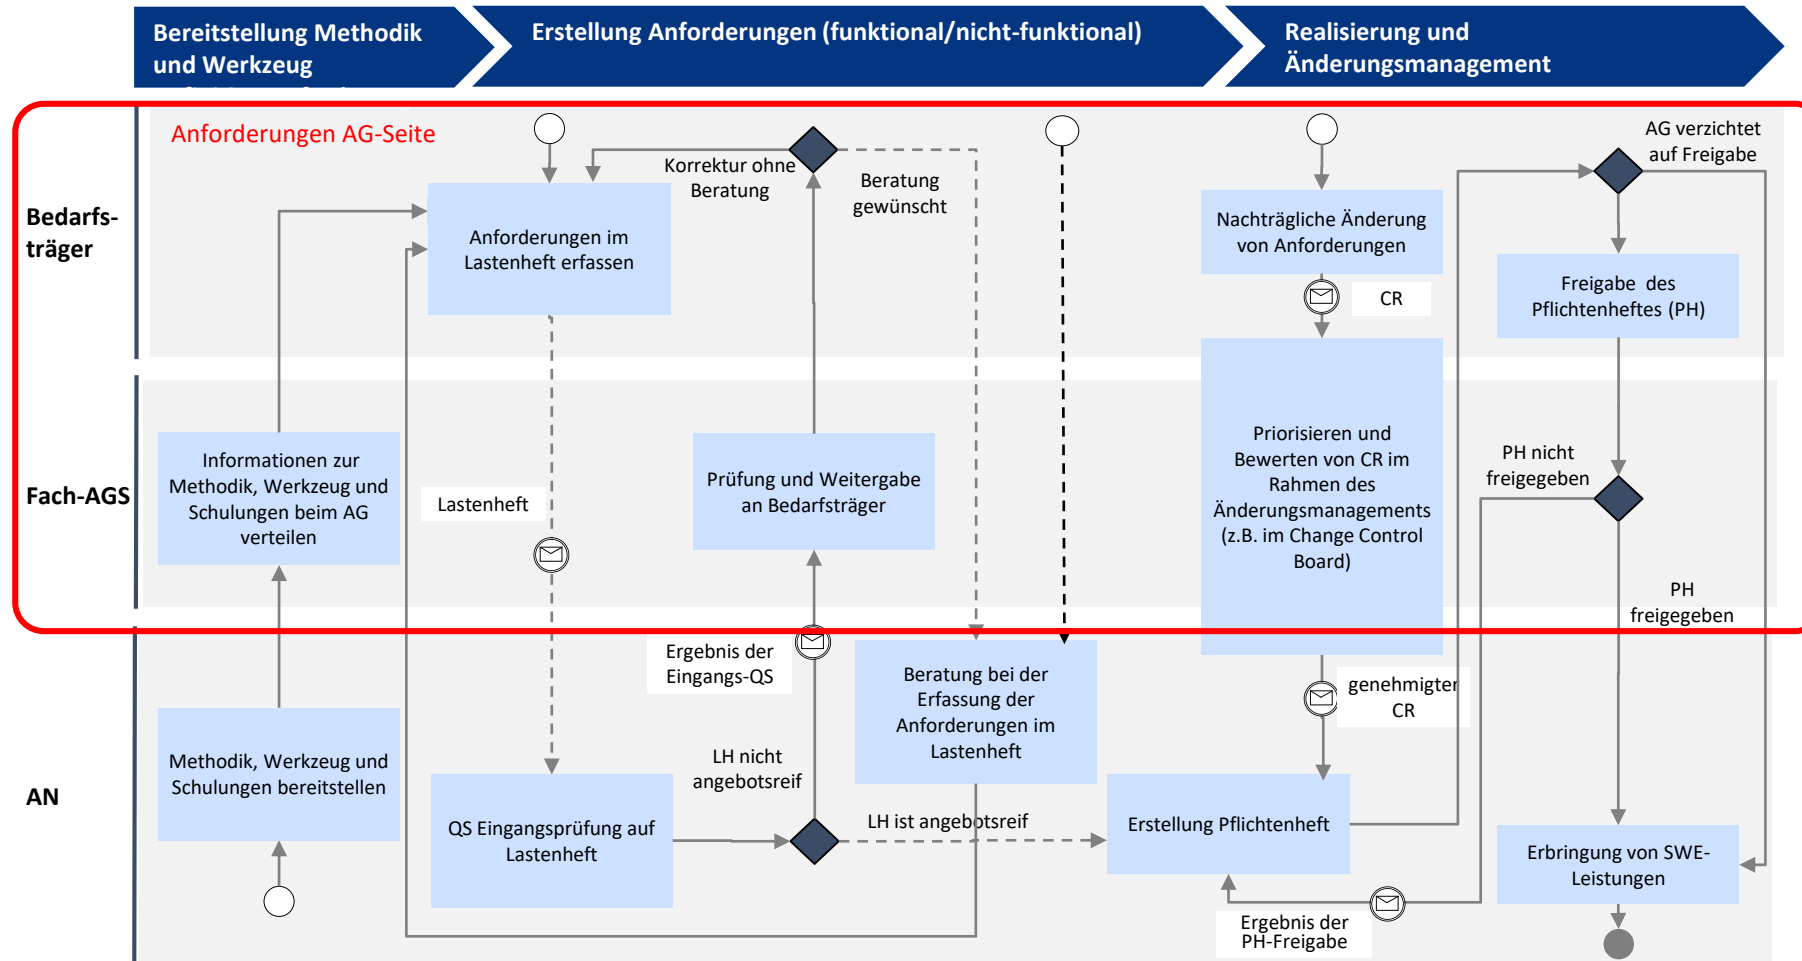 Bereitstellung Methodik
und Werkzeug
Erstellung Anforderungen (funktional/nicht-funktional)
Realisierung und
Änderungsmanagement
Anforderungen AG-Seite
Bedarfs-
träger
Fach-AGS
AN
Korrektur ohne
Beratung
Beratung
gewünscht
AG verzichtet
auf Freigabe
Anforderungen im
Lastenheft erfassen
Nachträgliche Änderung
von Anforderungen
CR
Freigabe des
Pflichtenheftes (PH)
Informationen zur
Methodik, Werkzeug und
Schulungen beim AG
verteilen
Lastenheft
Prüfung und Weitergabe
an Bedarfsträger
Priorisieren und
Bewerten von CR im
Rahmen des
Änderungsmanagements
(z.B. im Change Control
Board)
PH nicht
freigegeben
PH
freigegeben
Ergebnis der
Eingangs-QS
Beratung bei der
Erfassung der
Anforderungen im
Lastenheft
genehmigter
CR
Methodik, Werkzeug und
Schulungen bereitstellen
LH nicht
angebotsreif
QS Eingangsprüfung auf
Lastenheft
LH ist angebotsreif
Erstellung Pflichtenheft
Erbringung von SWE-
Leistungen
Ergebnis der
PH-Freigabe